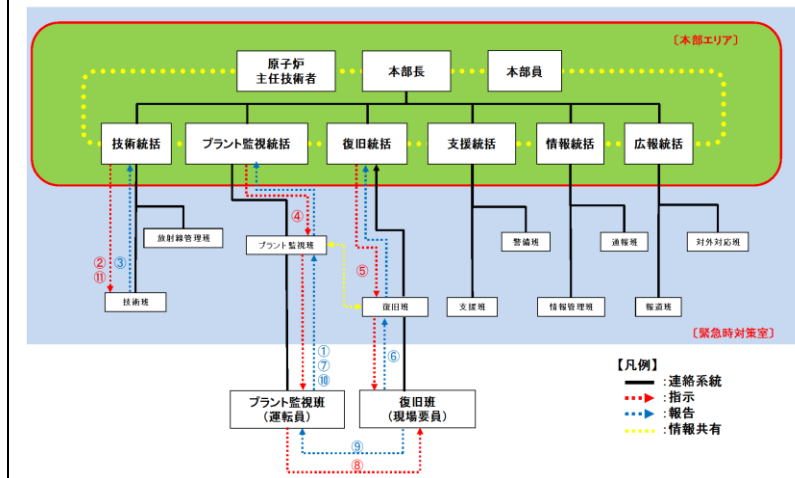 〔本部エリア〕
原子炉
主任技術者
本部長
本部員
技術統括
プラント監視統括
復旧統括
支援統括
情報統括
広報統括
放射線管理班
④
プラント監視班
警備班
通報班
対外対応班
②
⑪
③
⑤
技術班
復旧班
支援班
情報管理班
報道班
〔緊急時対策室〕
①
⑦
⑩
⑥
プラント監視班
（運転員）
復旧班
（現場要員）
⑨
⑧
【凡例】
：連絡系統
：指示
：報告
：情報共有